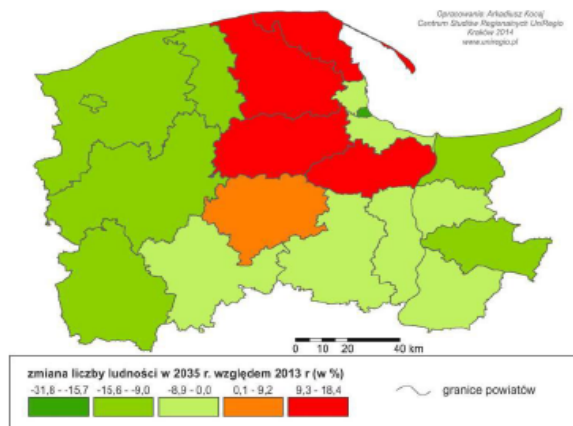 Opracowanie: Arkadiusz Kocaj
Centrum Studiów Regionalnych UniRegio
Kraków 2014
www.uniregio.pl
0 10 20 40 km
zmiana liczby ludności w 2035 r. względem 2013 r (w %)
-31,8 - -15,7 -15,6 - -9,0 -8,9 - 0,0 0,1 - 9,2 9,3 - 18,4
granice powiatów